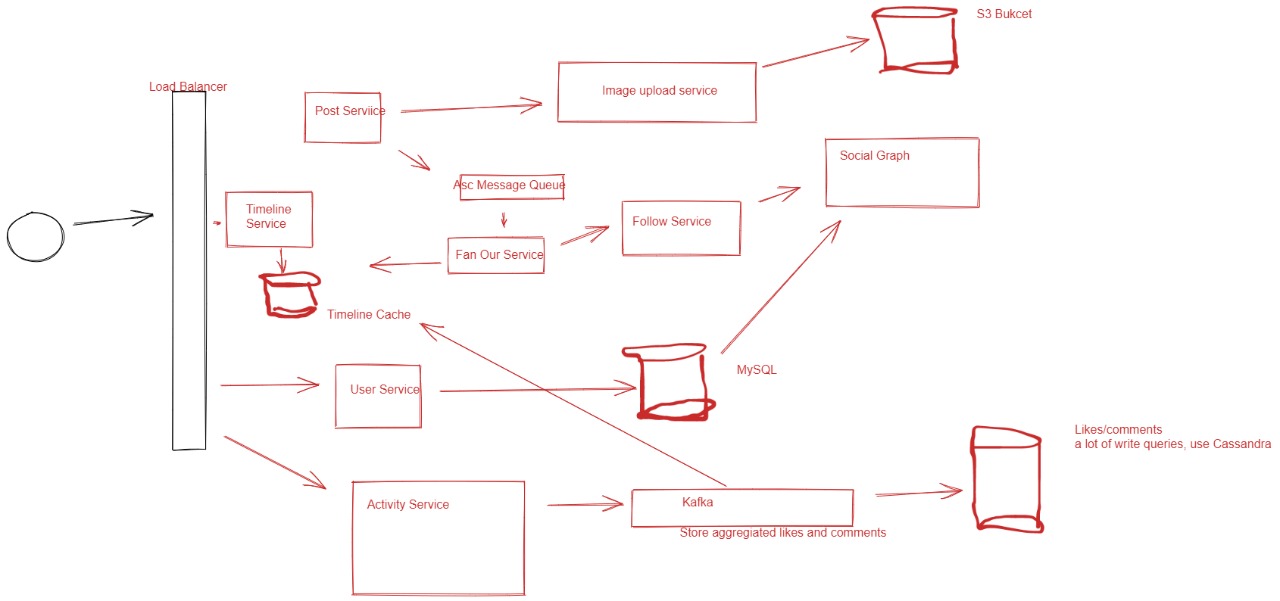 S3 Bukcet
Load Balancer
Image upload service
Post Serviice
Social Graph
Asc Message Queue
Timeline
Service
Follow Service
Fan Our Service
Timeline Cache
MySQL
User Service
Likes/comments
a lot of write queries, use Cassandra
Activity Service
Kafka
Store aggregiated likes and comments